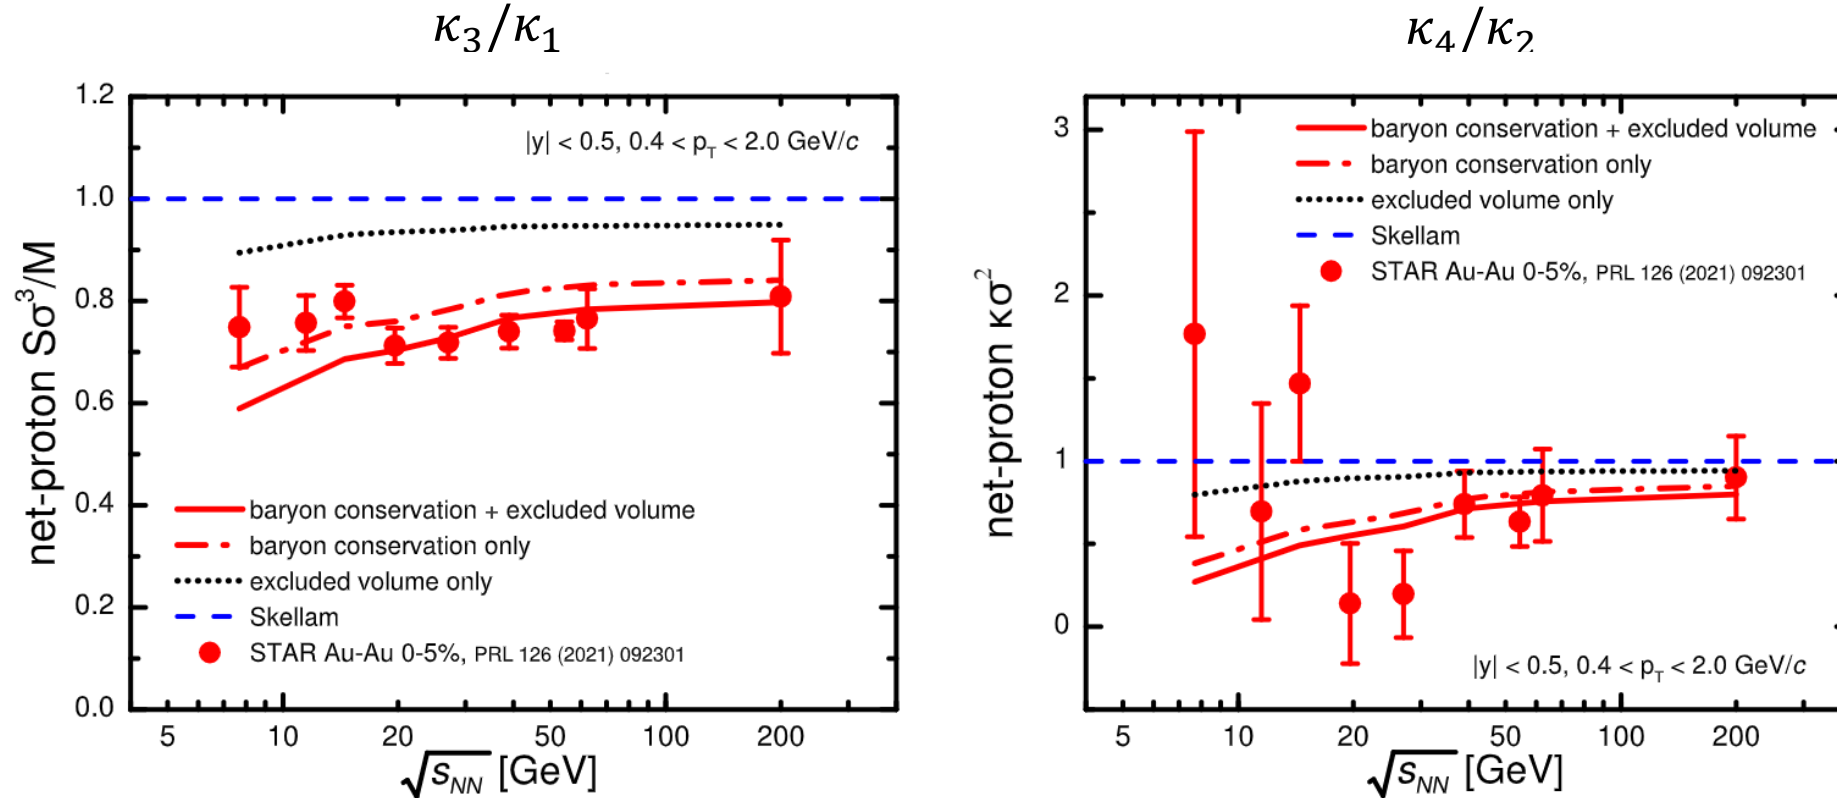 κ₃/κ₁
1.2
1.0
0.8
0.6
0.4
0.2
0.0
net-proton Sσ³/M
|y| < 0.5, 0.4 < p_T < 2.0 GeV/c
baryon conservation + excluded volume
baryon conservation only
excluded volume only
Skellam
STAR Au-Au 0-5%, PRL 126 (2021) 092301
5 10 20 50 100 200
√s_NN [GeV]
κ₄/κ₂
3
2
1
0
net-proton κσ²
baryon conservation + excluded volume
baryon conservation only
excluded volume only
Skellam
STAR Au-Au 0-5%, PRL 126 (2021) 092301
|y| < 0.5, 0.4 < p_T < 2.0 GeV/c
5 10 20 50 100 200
√s_NN [GeV]